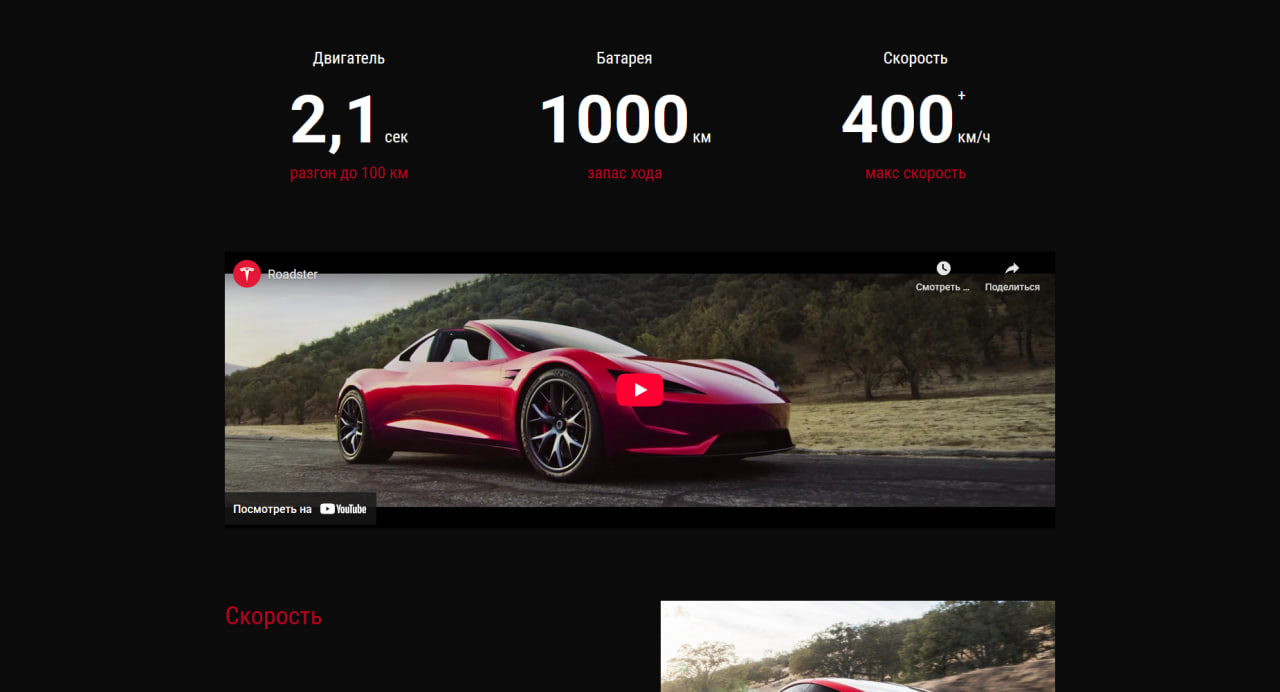 Двигатель
2,1 сек
разгон до 100 км
Батарея
1000 км
запас хода
Скорость
400+ км/ч
макс скорость
Roadster
Смотреть ...
Поделиться
Посмотреть на YouTube
Скорость